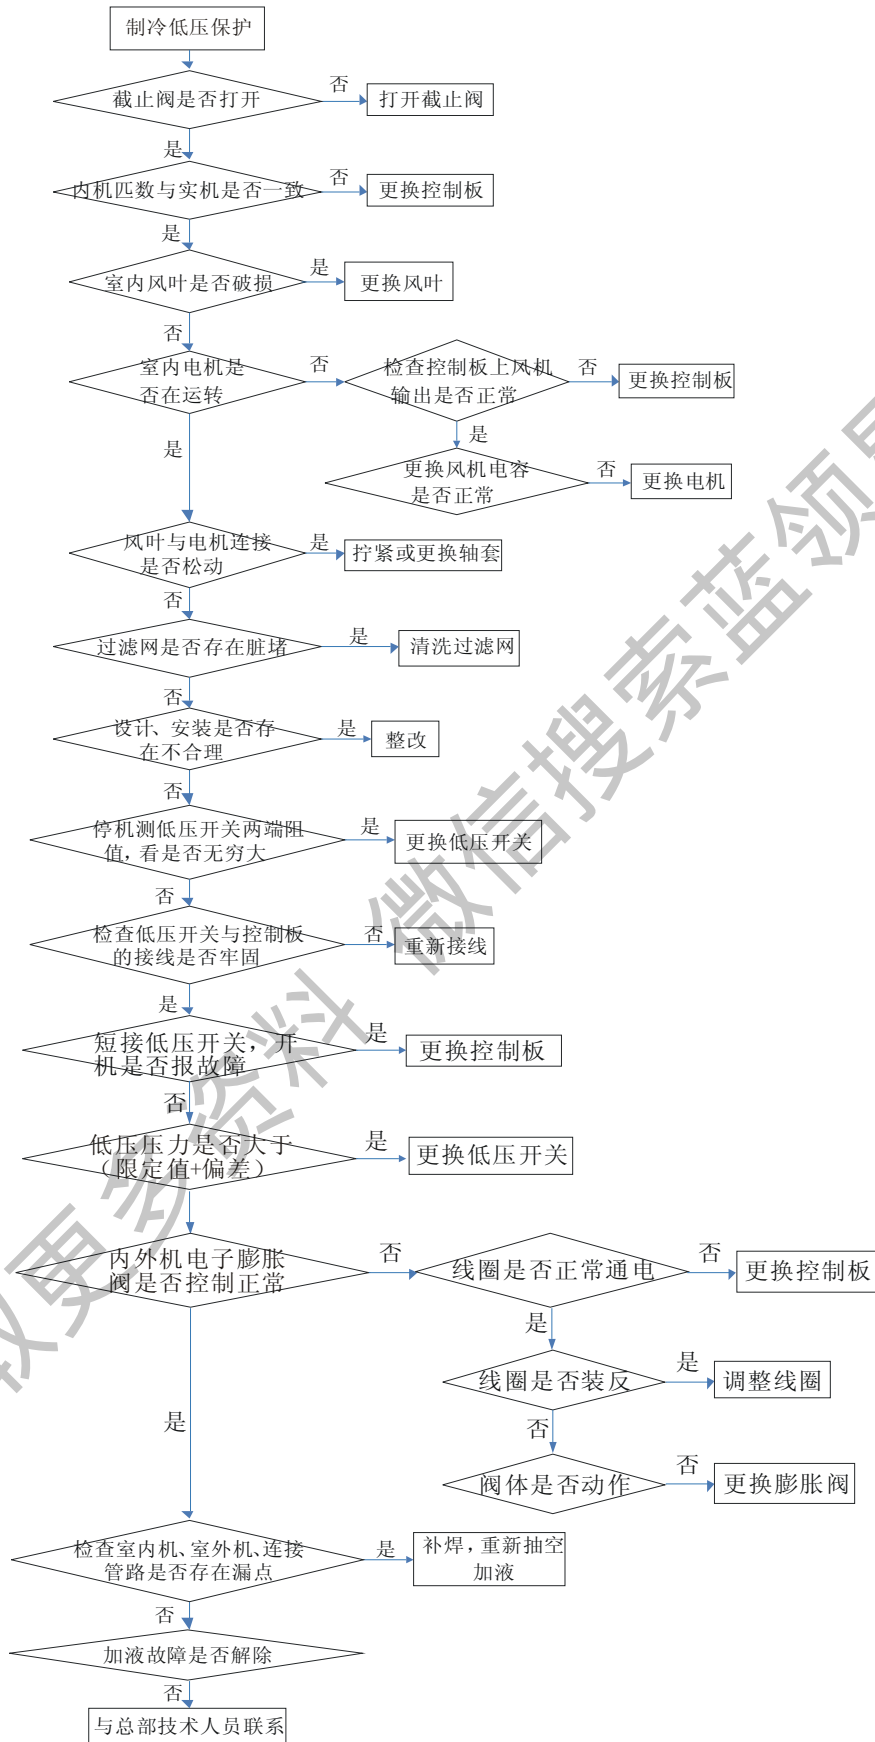 制冷低压保护
截止阀是否打开
否
打开截止阀
是
内机匹数与实机是否一致
否
更换控制板
是
室内风叶是否破损
是
更换风叶
否
室内电机是
否在运转
否
检查控制板上风机
输出是否正常
否
更换控制板
是
是
更换风机电容
是否正常
否
更换电机
风叶与电机连接
是否松动
是
拧紧或更换轴套
否
过滤网是否存在脏堵
是
清洗过滤网
否
设计、安装是否存
在不合理
是
整改
否
停机测低压开关两端阻
值,看是否无穷大
是
更换低压开关
否
检查低压开关与控制板
的接线是否牢固
否
重新接线
是
短接低压开关，开
机是否报故障
是
更换控制板
否
低压压力是否大于
（限定值+偏差）
是
更换低压开关
内外机电子膨胀
阀是否控制正常
否
线圈是否正常通电
否
更换控制板
是
线圈是否装反
是
调整线圈
是
否
阀体是否动作
否
更换膨胀阀
检查室内机、室外机、连接
管路是否存在漏点
是
补焊,重新抽空
加液
否
加液故障是否解除
否
与总部技术人员联系
更多资料 微信搜索蓝领